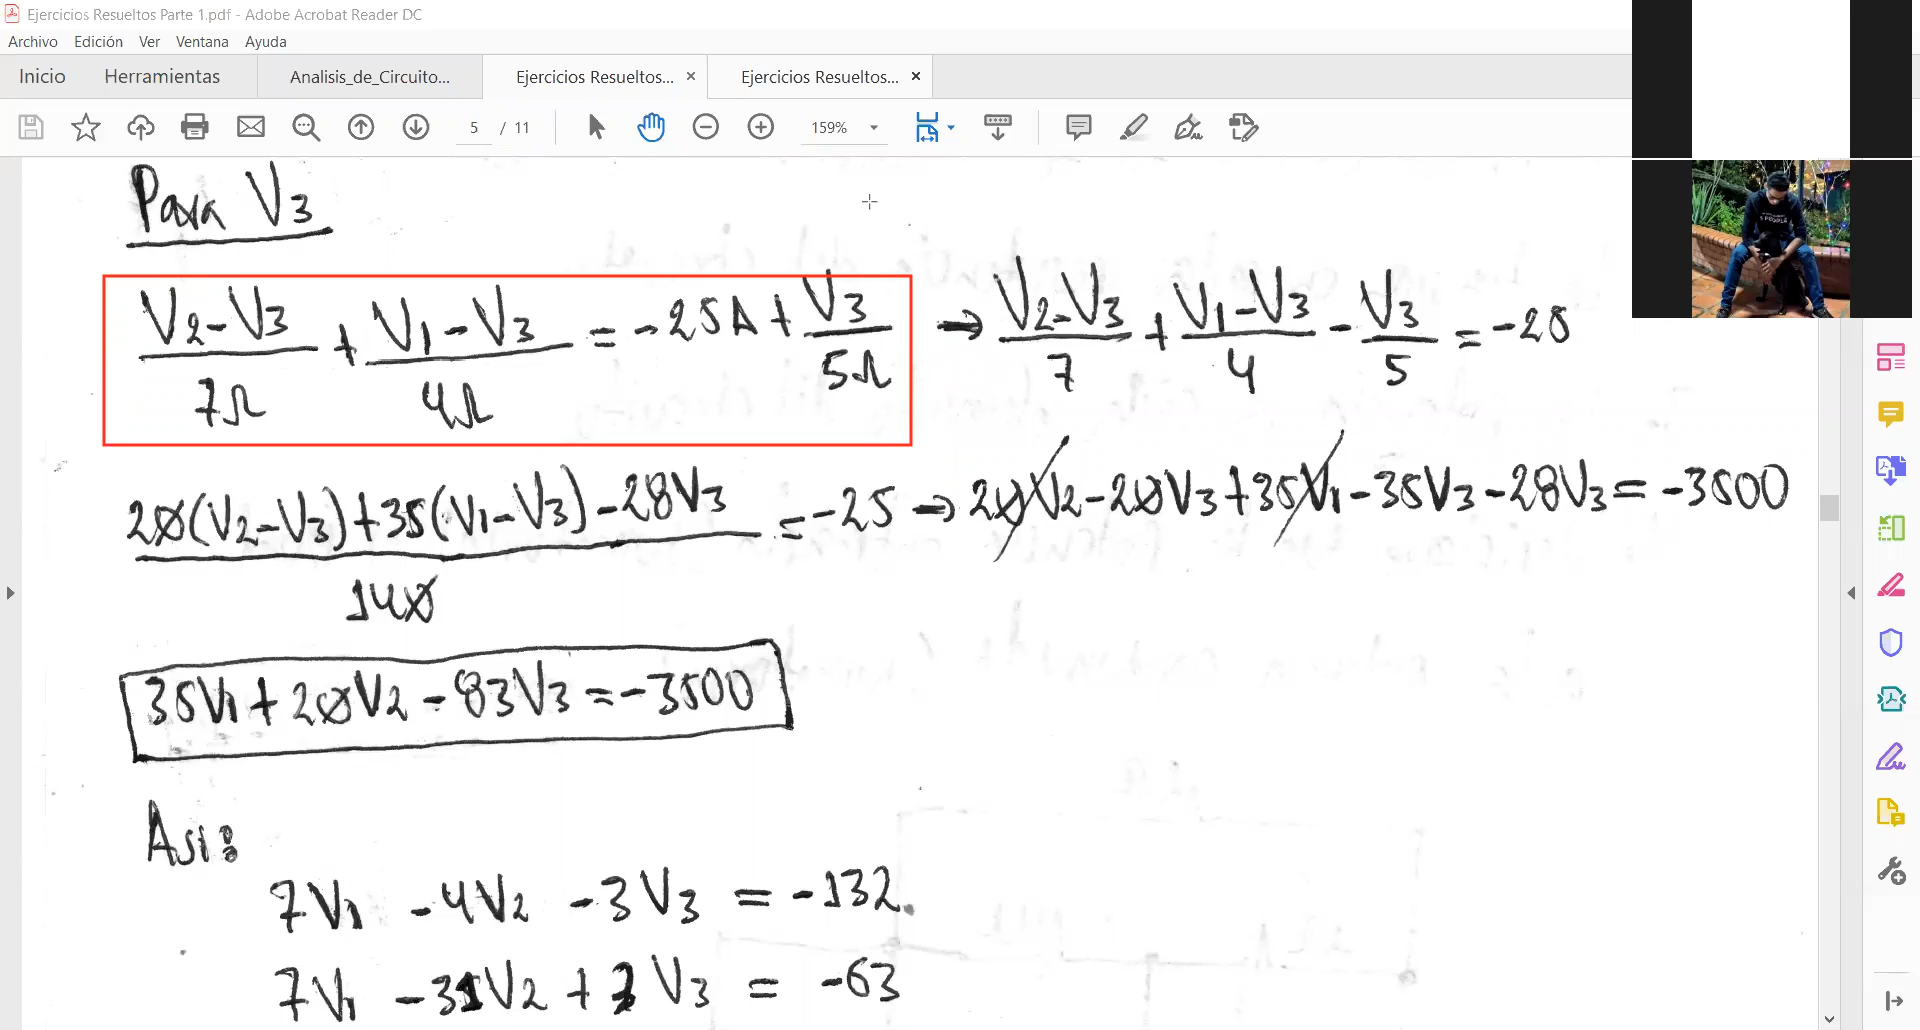 Ejercicios Resueltos Parte 1.pdf - Adobe Acrobat Reader DC
Archivo Edición Ver Ventana Ayuda
Inicio Herramientas Analisis_de_Circuito... Ejercicios Resueltos... × Ejercicios Resueltos... ×
5 / 11 159%
Para V3
(V2-V3)/7Ω + (V1-V3)/4Ω = -25A + V3/5Ω → (V2-V3)/7 + (V1-V3)/4 - V3/5 = -25
(20(V2-V3)+35(V1-V3)-28V3)/140 = -25 → 20V2-20V3+35V1-35V3-28V3 = -3500
35V1+20V2-83V3=-3500
Asi:
7V1 -4V2 -3V3 = -132
7V1 -31V2 + V3 = -63